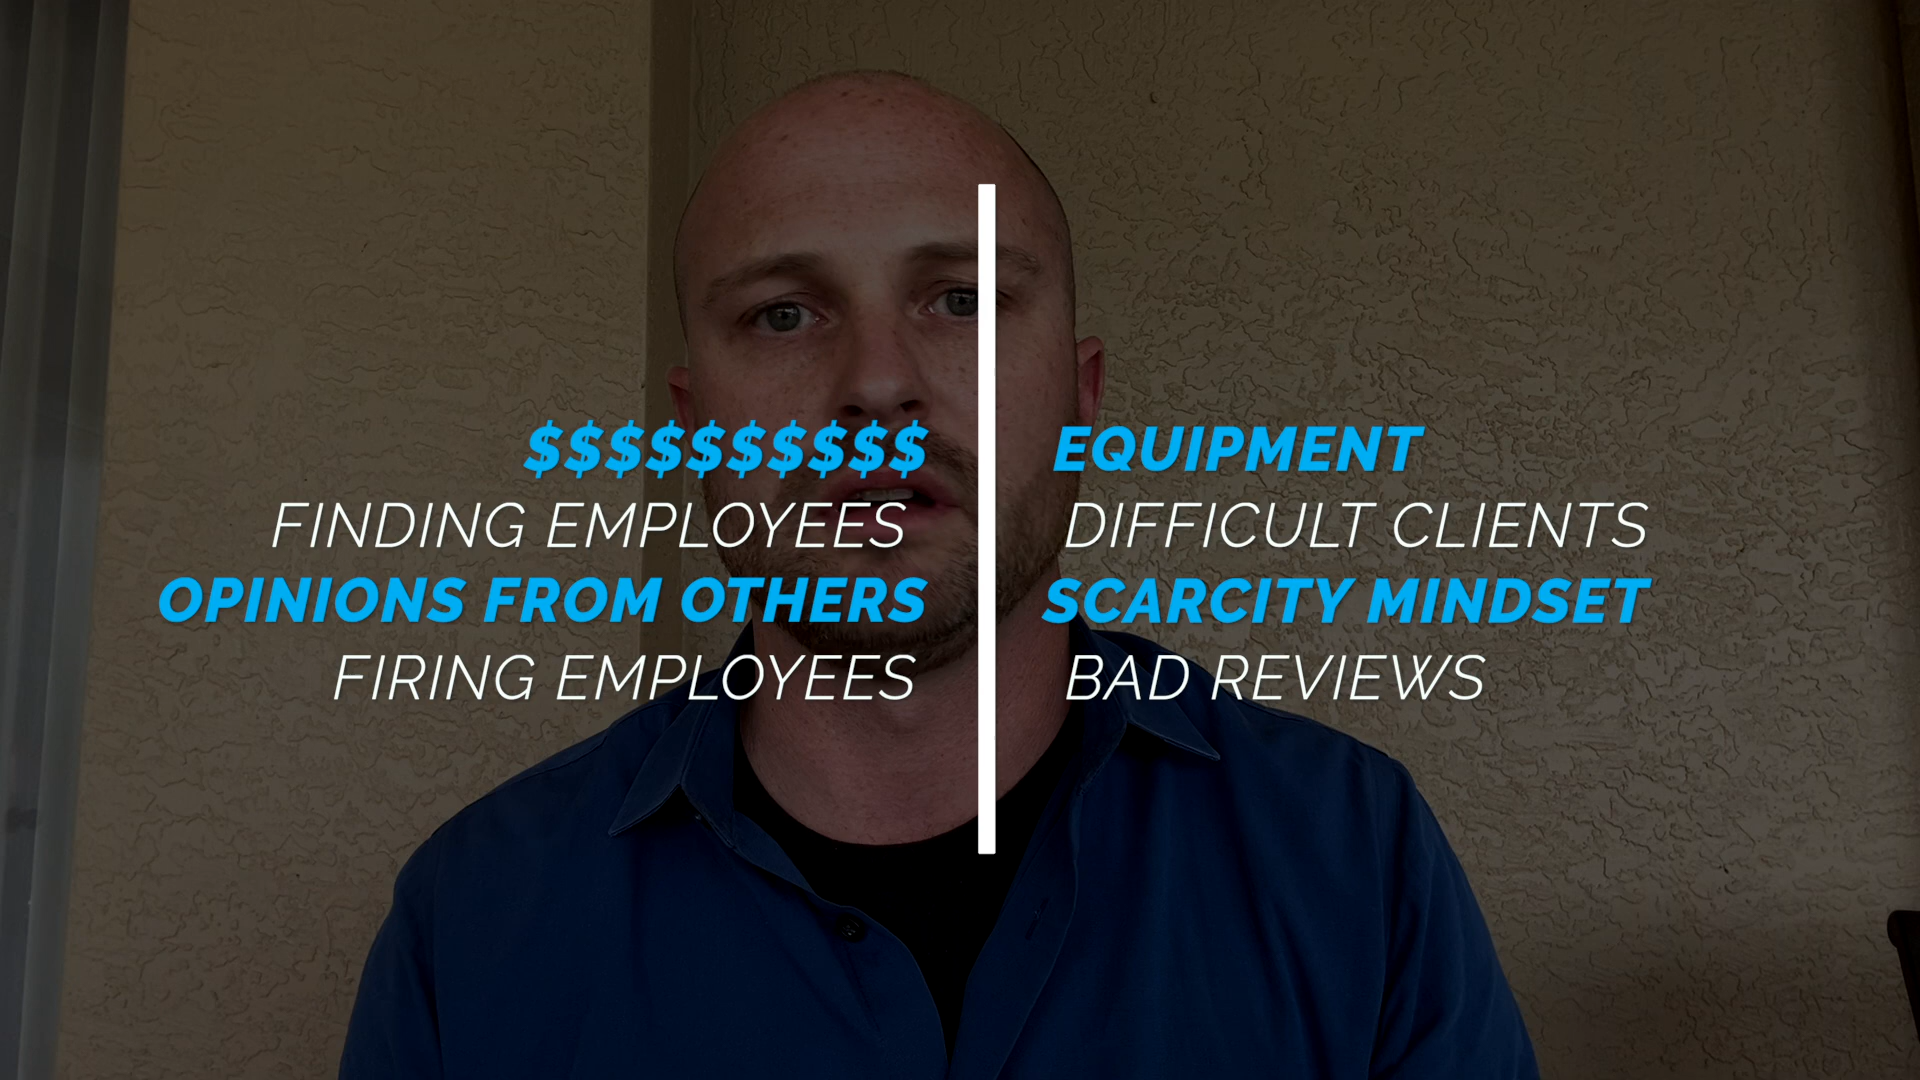 $$$$$$$$$$
FINDING EMPLOYEES
OPINIONS FROM OTHERS
FIRING EMPLOYEES
EQUIPMENT
DIFFICULT CLIENTS
SCARCITY MINDSET
BAD REVIEWS